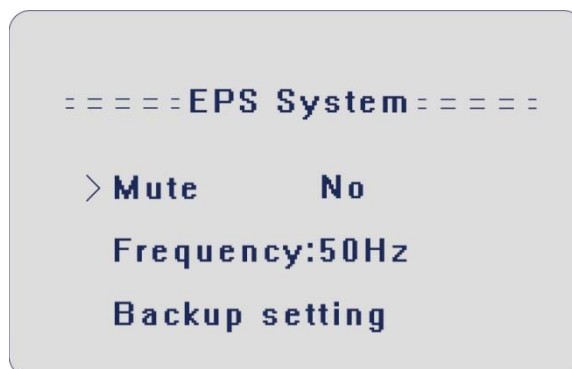 =====EPS System=====
>Mute No
Frequency:50Hz
Backup setting